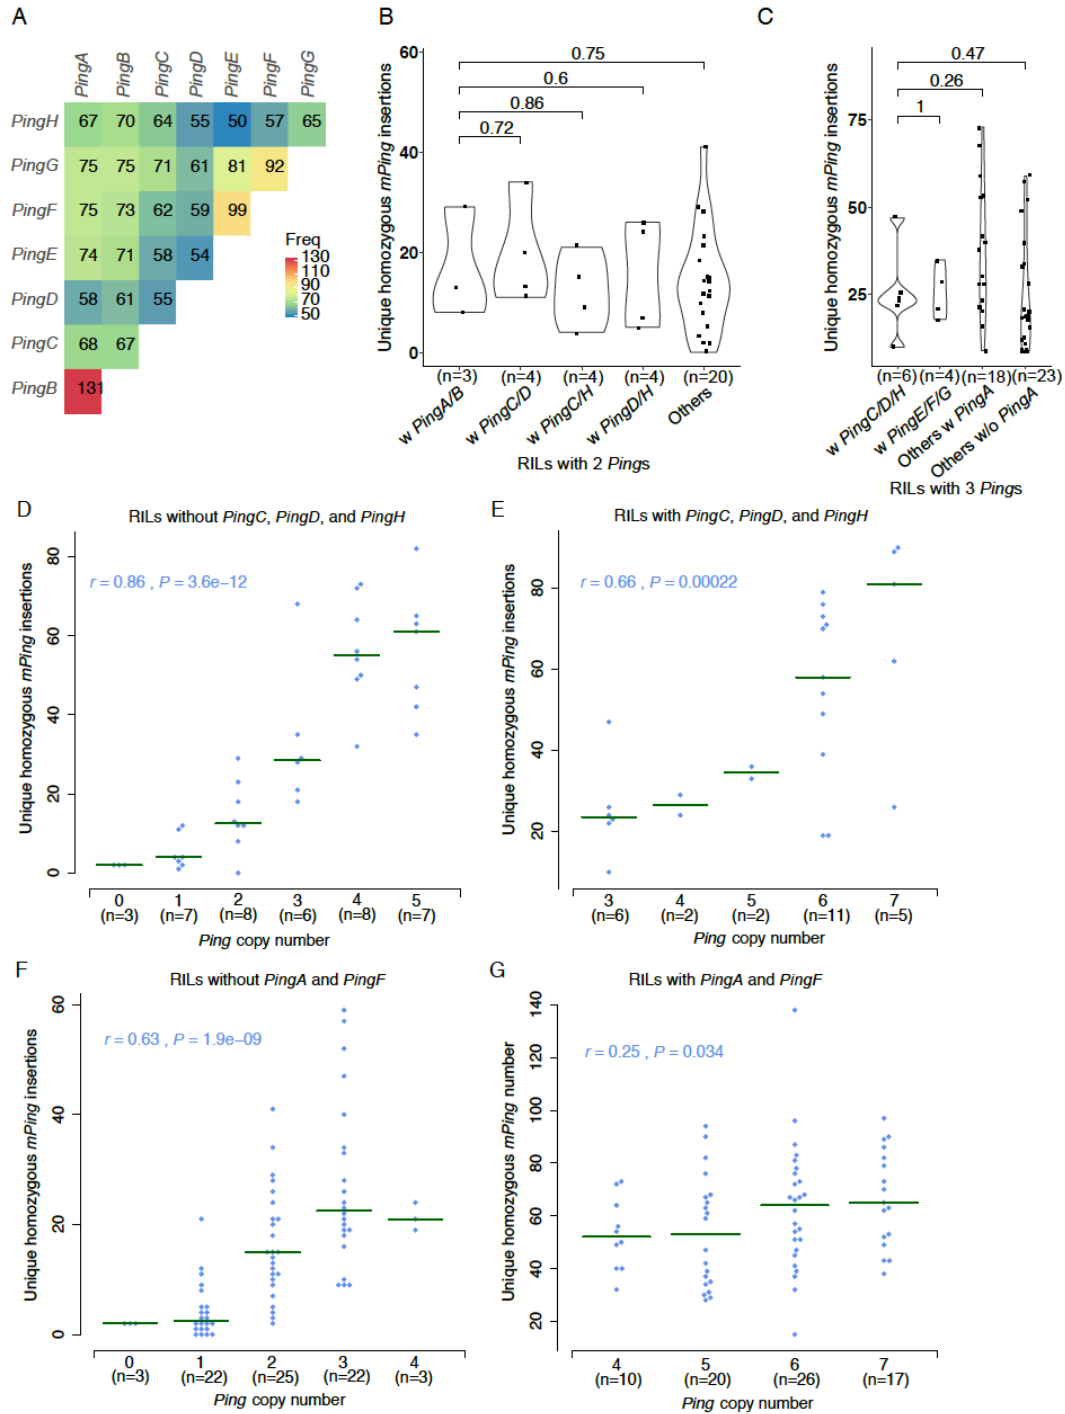 A
PingA PingB PingC PingD PingE PingF PingG
PingH 67 70 64 55 50 57 65
PingG 75 75 71 61 81 92
PingF 75 73 62 59 99
PingE 74 71 58 54
PingD 58 61 55
PingC 68 67
PingB 131
Freq
130
110
90
70
50
B
Unique homozygous mPing insertions
60
40
20
0
0.75
0.6
0.86
0.72
(n=3) (n=4) (n=4) (n=4) (n=20)
w PingA/B w PingC/D w PingC/H w PingD/H Others
RILs with 2 Pings
C
Unique homozygous mPing insertions
75
50
25
0.47
0.26
1
(n=6) (n=4) (n=18) (n=23)
w PingC/D/H w PingE/F/G Others w PingA Others w/o PingA
RILs with 3 Pings
D
RILs without PingC, PingD, and PingH
r = 0.86 , P = 3.6e−12
Unique homozygous mPing insertions
80
60
40
20
0
0 1 2 3 4 5
(n=3) (n=7) (n=8) (n=6) (n=8) (n=7)
Ping copy number
E
RILs with PingC, PingD, and PingH
r = 0.66 , P = 0.00022
Unique homozygous mPing insertions
80
60
40
20
3 4 5 6 7
(n=6) (n=2) (n=2) (n=11) (n=5)
Ping copy number
F
RILs without PingA and PingF
r = 0.63 , P = 1.9e−09
Unique homozygous mPing insertions
60
40
20
0
0 1 2 3 4
(n=3) (n=22) (n=25) (n=22) (n=3)
Ping copy number
G
RILs with PingA and PingF
r = 0.25 , P = 0.034
Unique homozygous mPing number
140
120
100
80
60
40
20
4 5 6 7
(n=10) (n=20) (n=26) (n=17)
Ping copy number